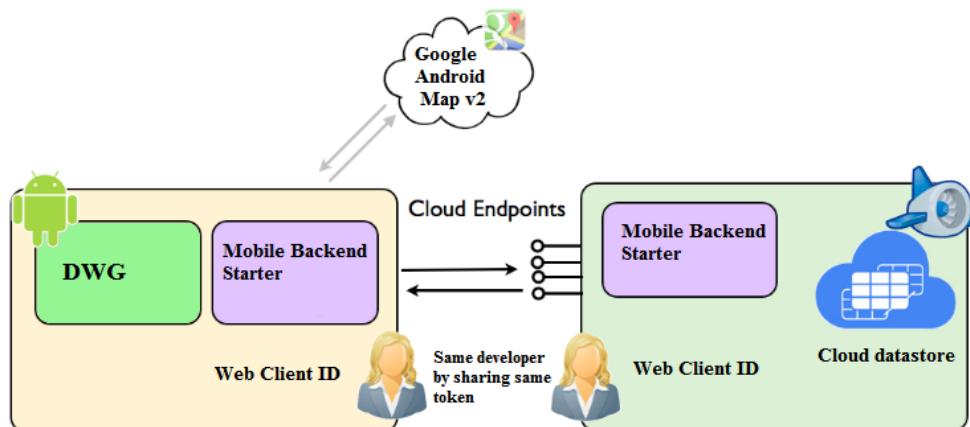 Google
Android
Map v2
Cloud Endpoints
DWG
Mobile Backend
Starter
Mobile Backend
Starter
Web Client ID
Same developer
by sharing same
token
Web Client ID
Cloud datastore